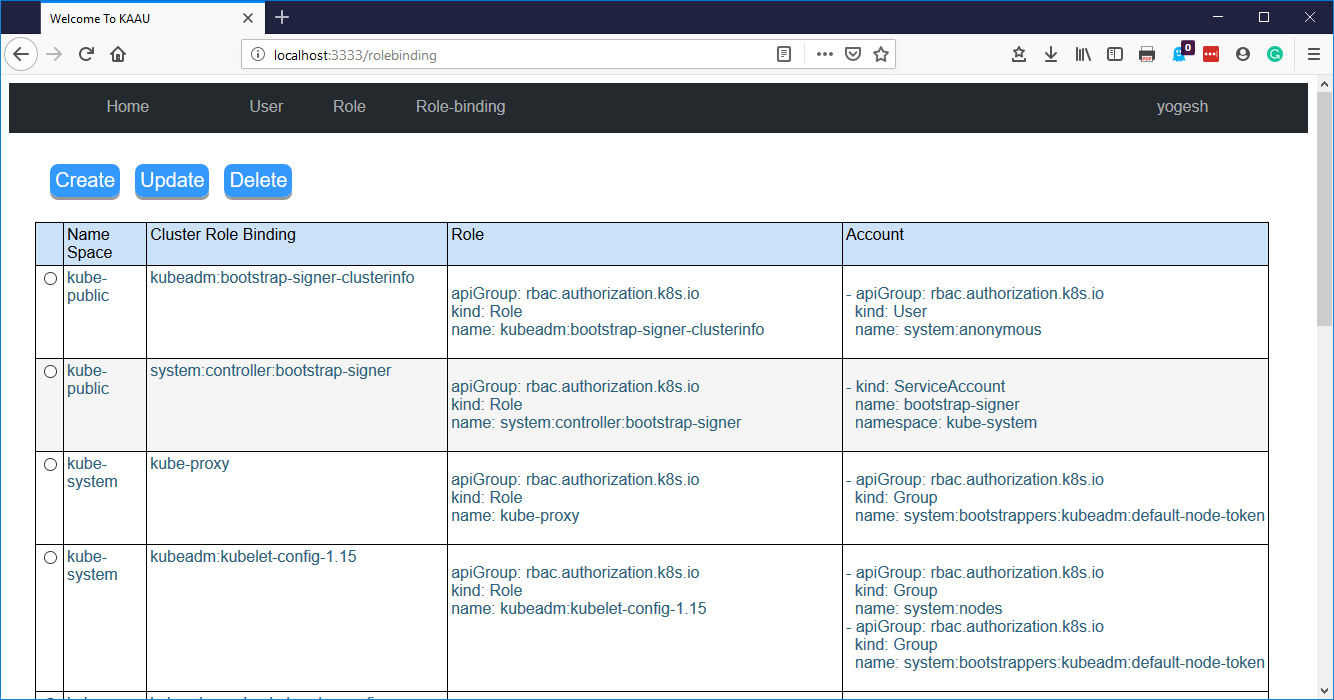 Welcome To KAAU
localhost:3333/rolebinding
0
Home User Role Role-binding yogesh
Create Update Delete
Name
Space
Cluster Role Binding
Role
Account
kube-
public
kubeadm:bootstrap-signer-clusterinfo
apiGroup: rbac.authorization.k8s.io
kind: Role
name: kubeadm:bootstrap-signer-clusterinfo
- apiGroup: rbac.authorization.k8s.io
kind: User
name: system:anonymous
kube-
public
system:controller:bootstrap-signer
apiGroup: rbac.authorization.k8s.io
kind: Role
name: system:controller:bootstrap-signer
- kind: ServiceAccount
name: bootstrap-signer
namespace: kube-system
kube-
system
kube-proxy
apiGroup: rbac.authorization.k8s.io
kind: Role
name: kube-proxy
- apiGroup: rbac.authorization.k8s.io
kind: Group
name: system:bootstrappers:kubeadm:default-node-token
kube-
system
kubeadm:kubelet-config-1.15
apiGroup: rbac.authorization.k8s.io
kind: Role
name: kubeadm:kubelet-config-1.15
- apiGroup: rbac.authorization.k8s.io
kind: Group
name: system:nodes
- apiGroup: rbac.authorization.k8s.io
kind: Group
name: system:bootstrappers:kubeadm:default-node-token